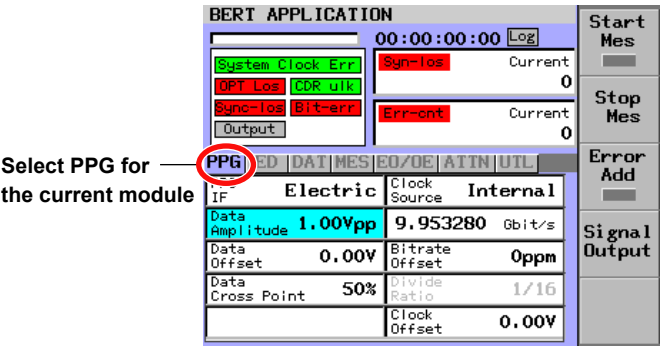 BERT APPLICATION
00:00:00:00 Log
System Clock Err
OPT Los CDR ulk
Sync-los Bit-err
Output
Syn-los Current
0
Err-cnt Current
0
PPG ED DAT MES EO/OE ATTN UTL
IF Electric
Clock Source Internal
Data Amplitude 1.00Vpp
9.953280 Gbit/s
Data Offset 0.00V
Bitrate Offset 0ppm
Data Cross Point 50%
Divide Ratio 1/16
Clock Offset 0.00V
Start Mes
Stop Mes
Error Add
Signal Output
Select PPG for
the current module